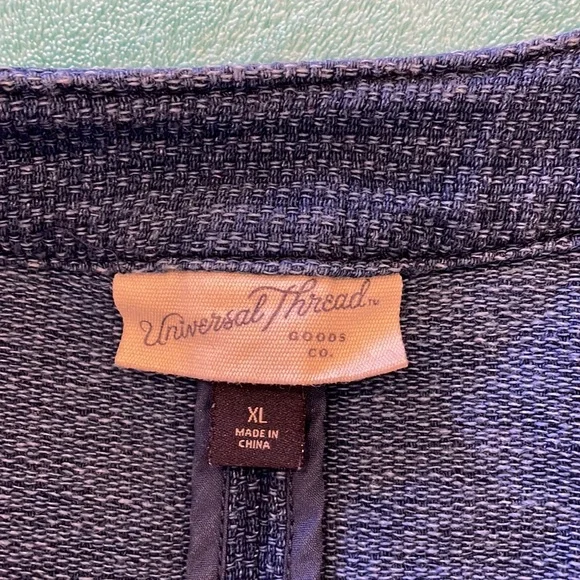 Universal Thread™
GOODS
CO.
XL
MADE IN
CHINA